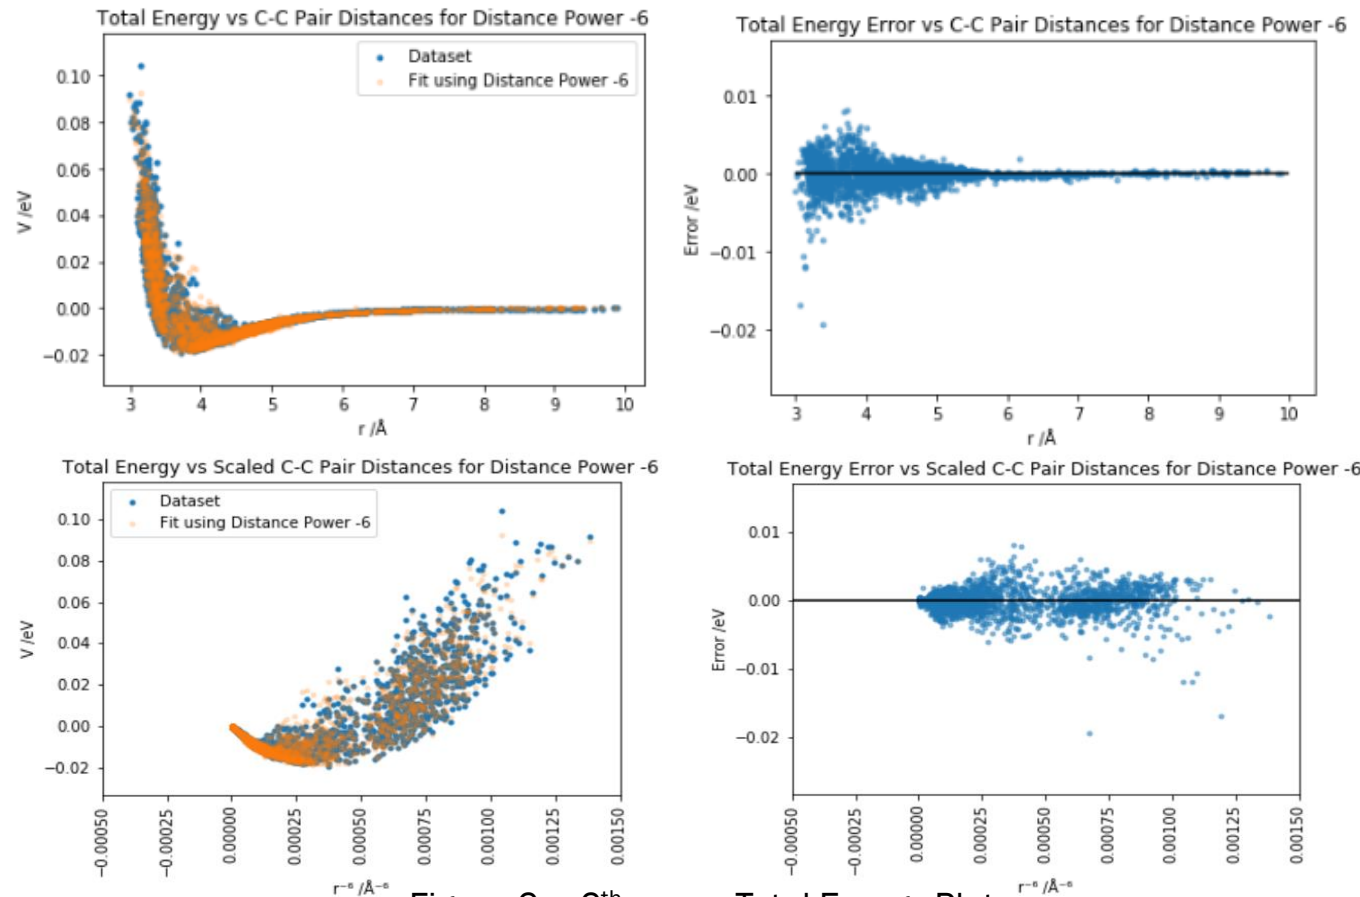 Total Energy vs C-C Pair Distances for Distance Power -6
Dataset
Fit using Distance Power -6
0.10
0.08
0.06
0.04
0.02
0.00
−0.02
V /eV
3 4 5 6 7 8 9 10
r /Å
Total Energy Error vs C-C Pair Distances for Distance Power -6
0.01
0.00
−0.01
−0.02
Error /eV
3 4 5 6 7 8 9 10
r /Å
Total Energy vs Scaled C-C Pair Distances for Distance Power -6
Dataset
Fit using Distance Power -6
0.10
0.08
0.06
0.04
0.02
0.00
−0.02
V /eV
−0.00050 −0.00025 0.00000 0.00025 0.00050 0.00075 0.00100 0.00125 0.00150
r⁻⁶ /Å⁻⁶
Total Energy Error vs Scaled C-C Pair Distances for Distance Power -6
0.01
0.00
−0.01
−0.02
Error /eV
−0.00050 −0.00025 0.00000 0.00025 0.00050 0.00075 0.00100 0.00125 0.00150
r⁻⁶ /Å⁻⁶